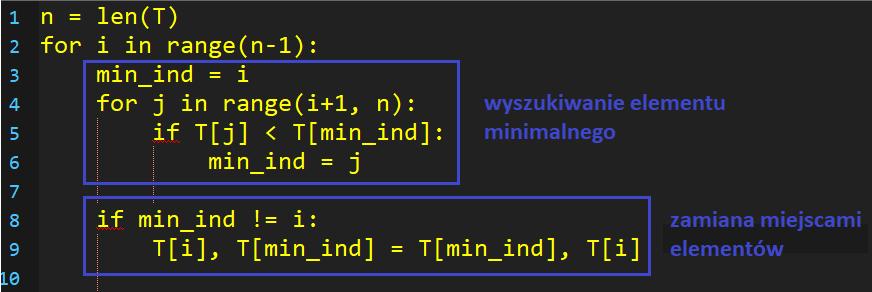 1 n = len(T)
2 for i in range(n-1):
3 min_ind = i
4 for j in range(i+1, n):
5 if T[j] < T[min_ind]:
6 min_ind = j
7
8 if min_ind != i:
9 T[i], T[min_ind] = T[min_ind], T[i]
10
wyszukiwanie elementu
minimalnego
zamiana miejscami
elementów